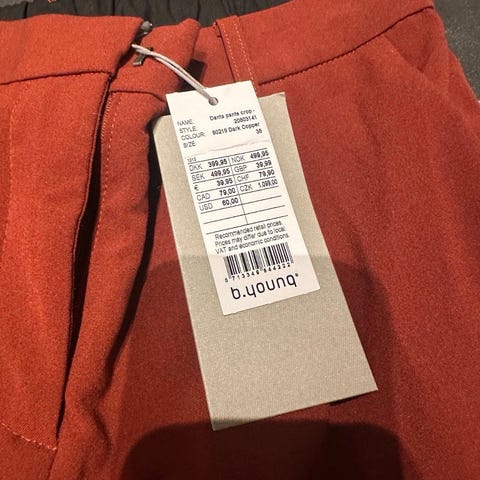 NAME: Danta pants crop -
STYLE: 20803141
COLOUR: 80219 Dark Copper
SIZE:
DKK 399,95 NOK 499,95
SEK 499,95 GBP 39,99
€ 39,95 CHF 79,90
CAD 79,00 CZK 1.099,00
USD 60,00
Recommended retail prices.
Prices may differ due to local
VAT and economic conditions.
b.young